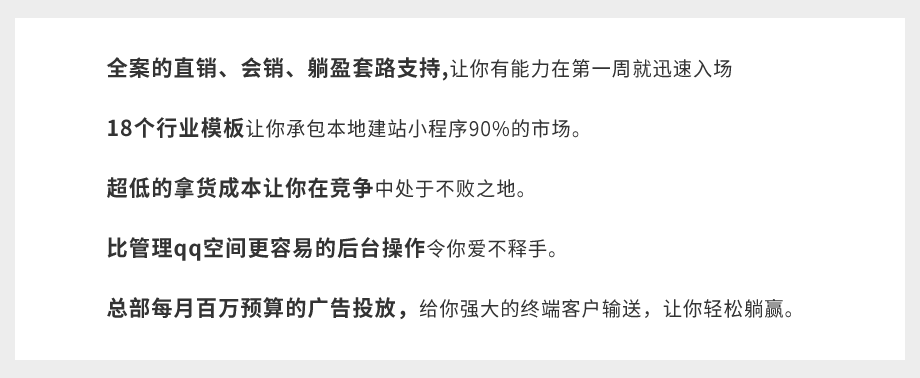 全案的直销、会销、躺盈套路支持,让你有能力在第一周就迅速入场
18个行业模板让你承包本地建站小程序90%的市场。
超低的拿货成本让你在竞争中处于不败之地。
比管理qq空间更容易的后台操作令你爱不释手。
总部每月百万预算的广告投放，给你强大的终端客户输送，让你轻松躺赢。